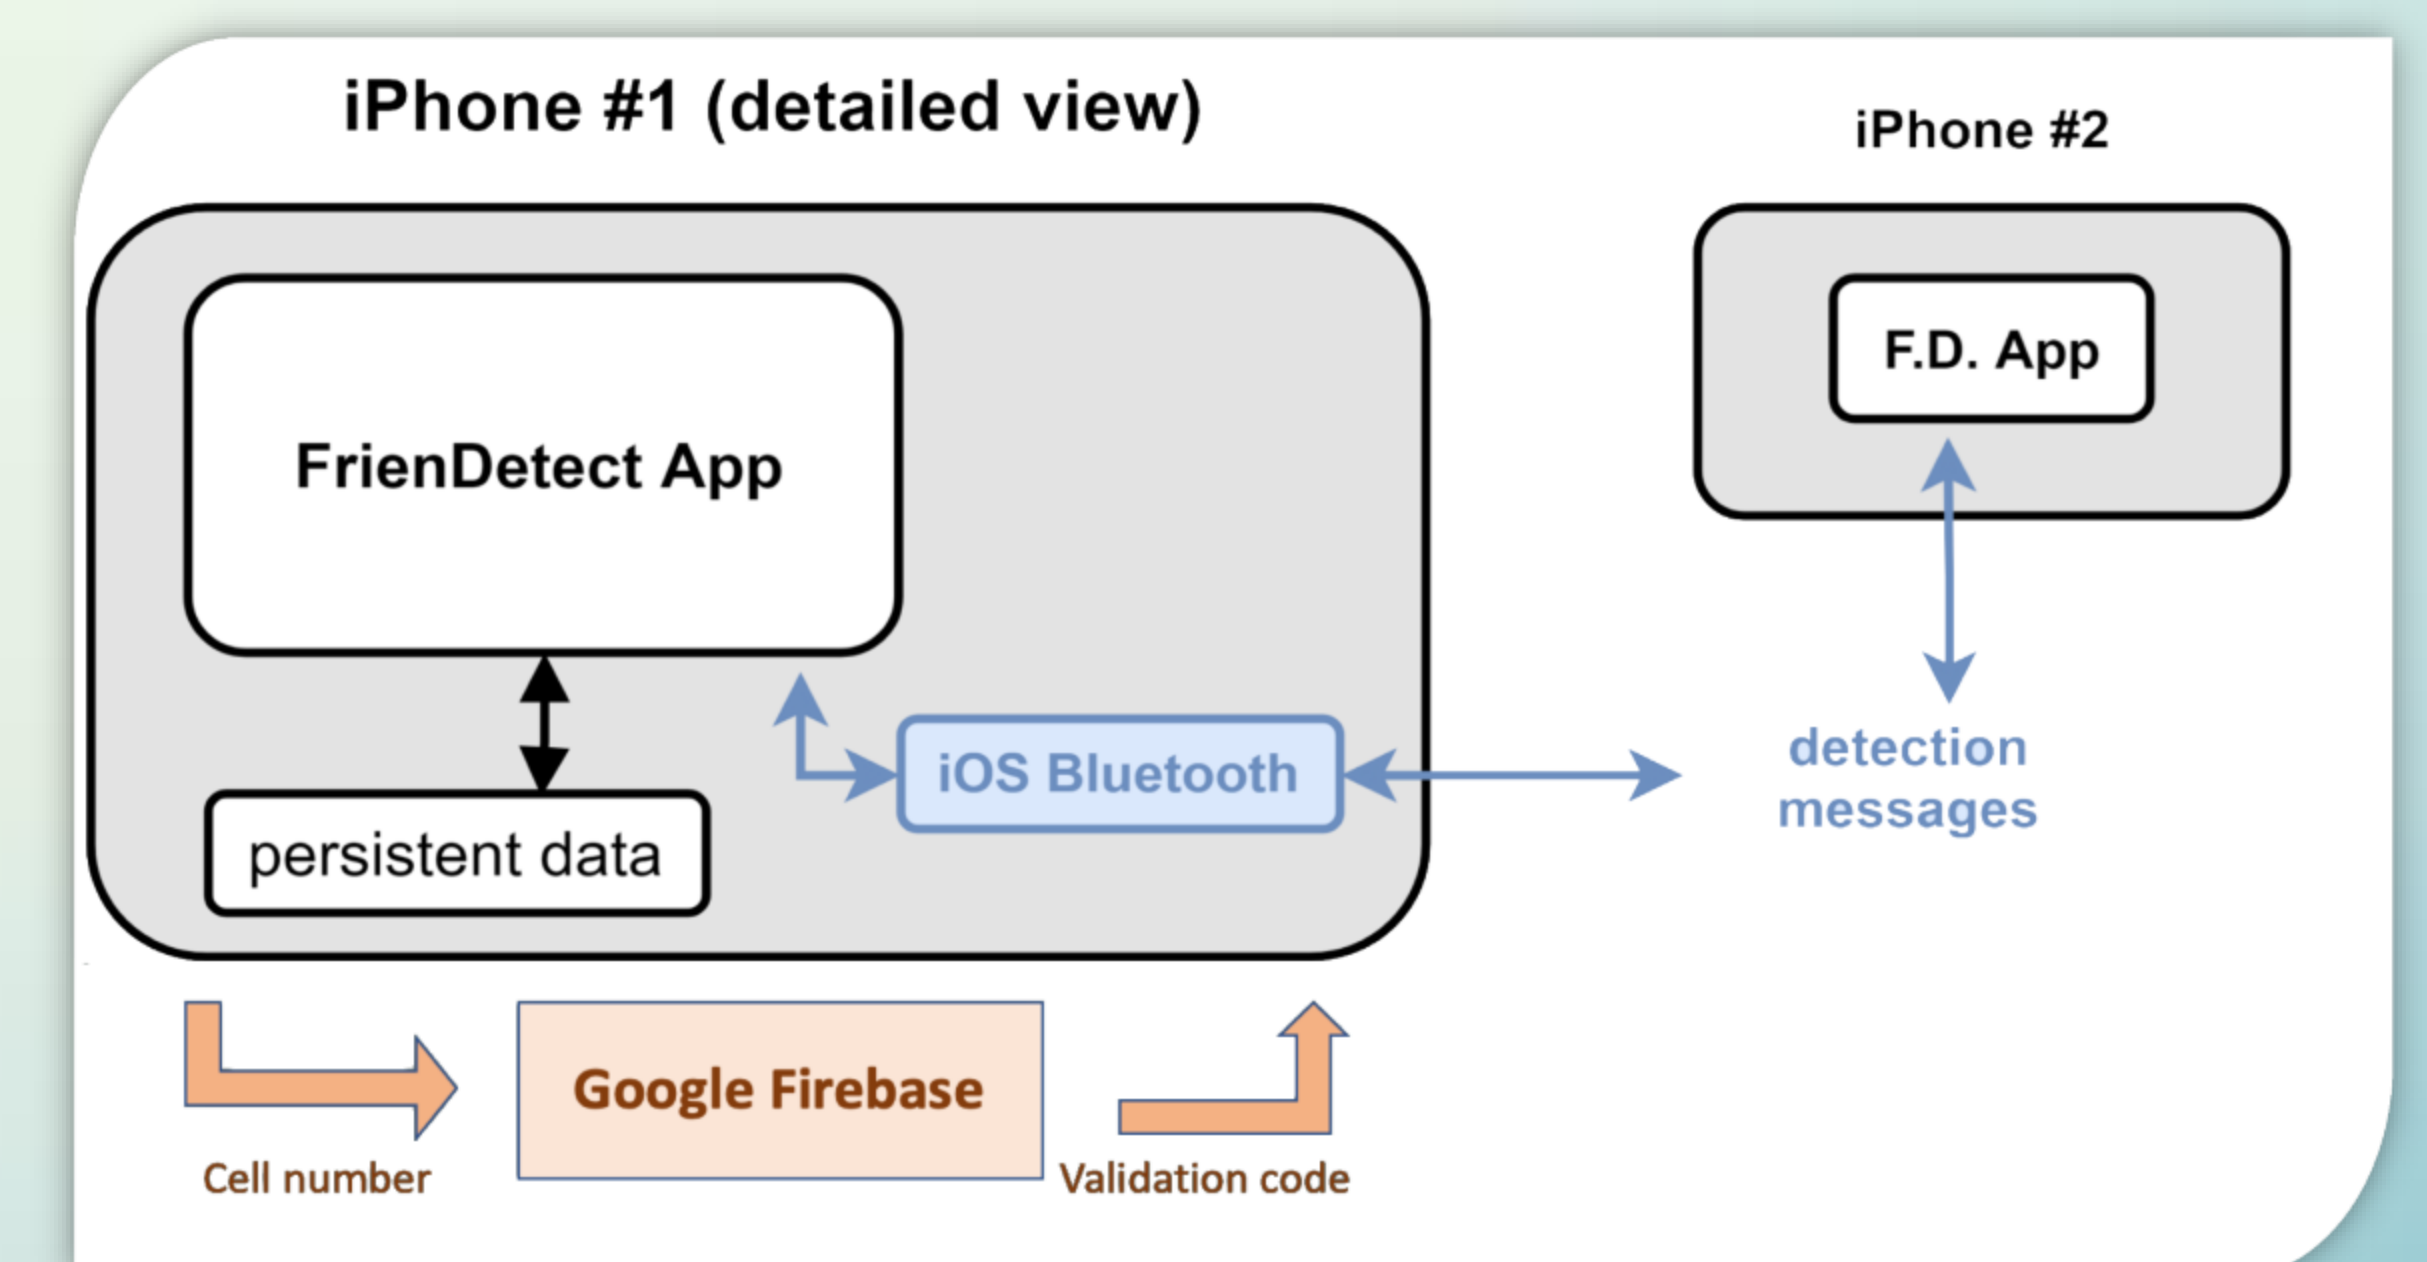 iPhone #1 (detailed view)
iPhone #2
FrienDetect App
F.D. App
iOS Bluetooth
detection
messages
persistent data
Google Firebase
Cell number
Validation code